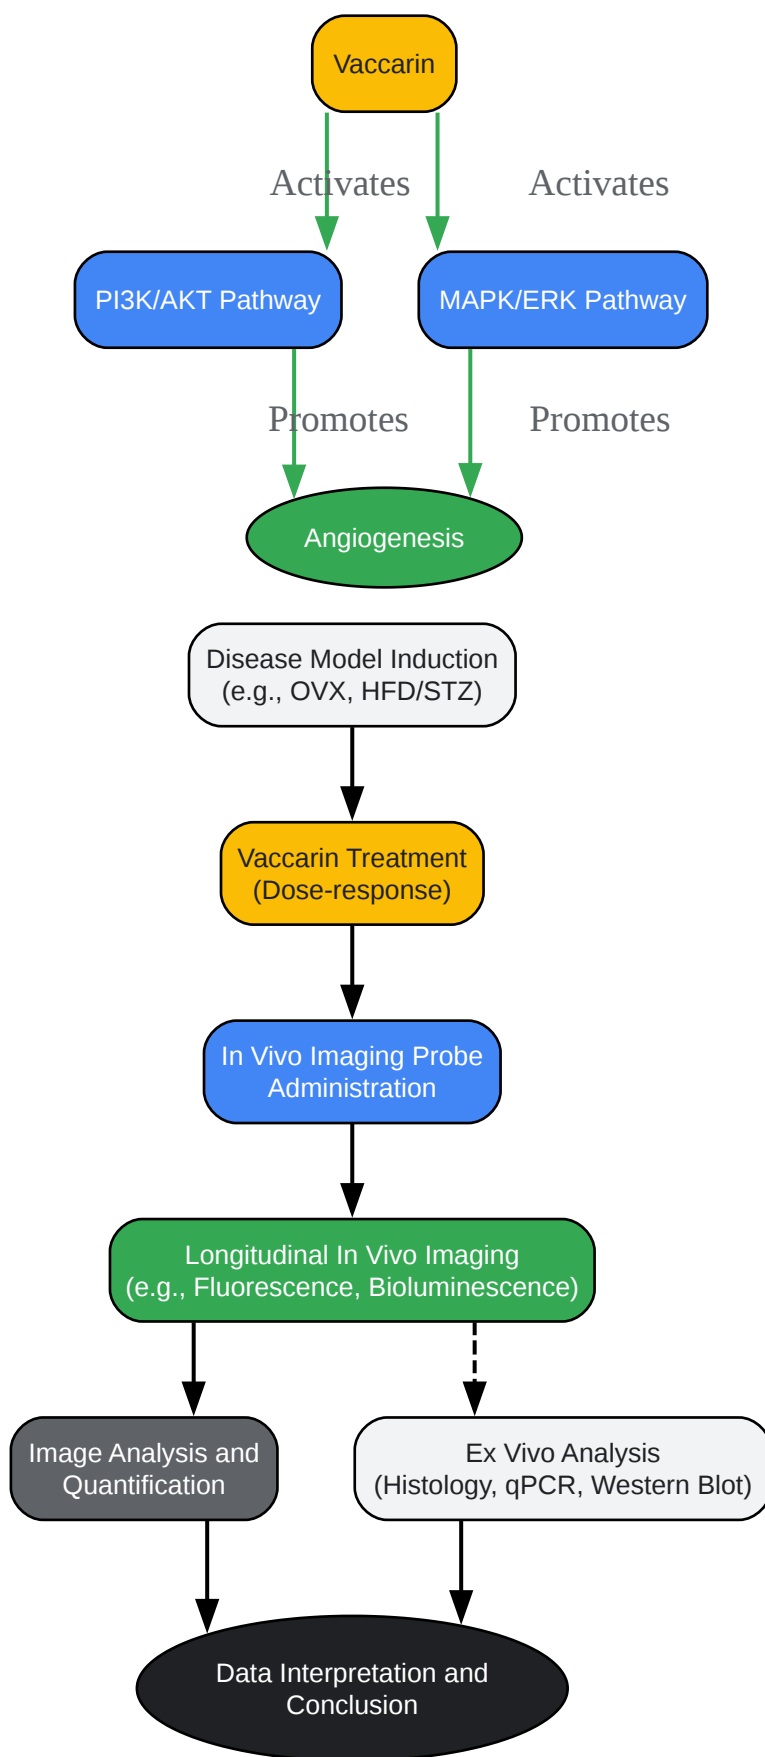 Vaccarin
Activates
Activates
PI3K/AKT Pathway
MAPK/ERK Pathway
Promotes
Promotes
Angiogenesis
Disease Model Induction
(e.g., OVX, HFD/STZ)
Vaccarin Treatment
(Dose-response)
In Vivo Imaging Probe
Administration
Longitudinal In Vivo Imaging
(e.g., Fluorescence, Bioluminescence)
Image Analysis and
Quantification
Ex Vivo Analysis
(Histology, qPCR, Western Blot)
Data Interpretation and
Conclusion